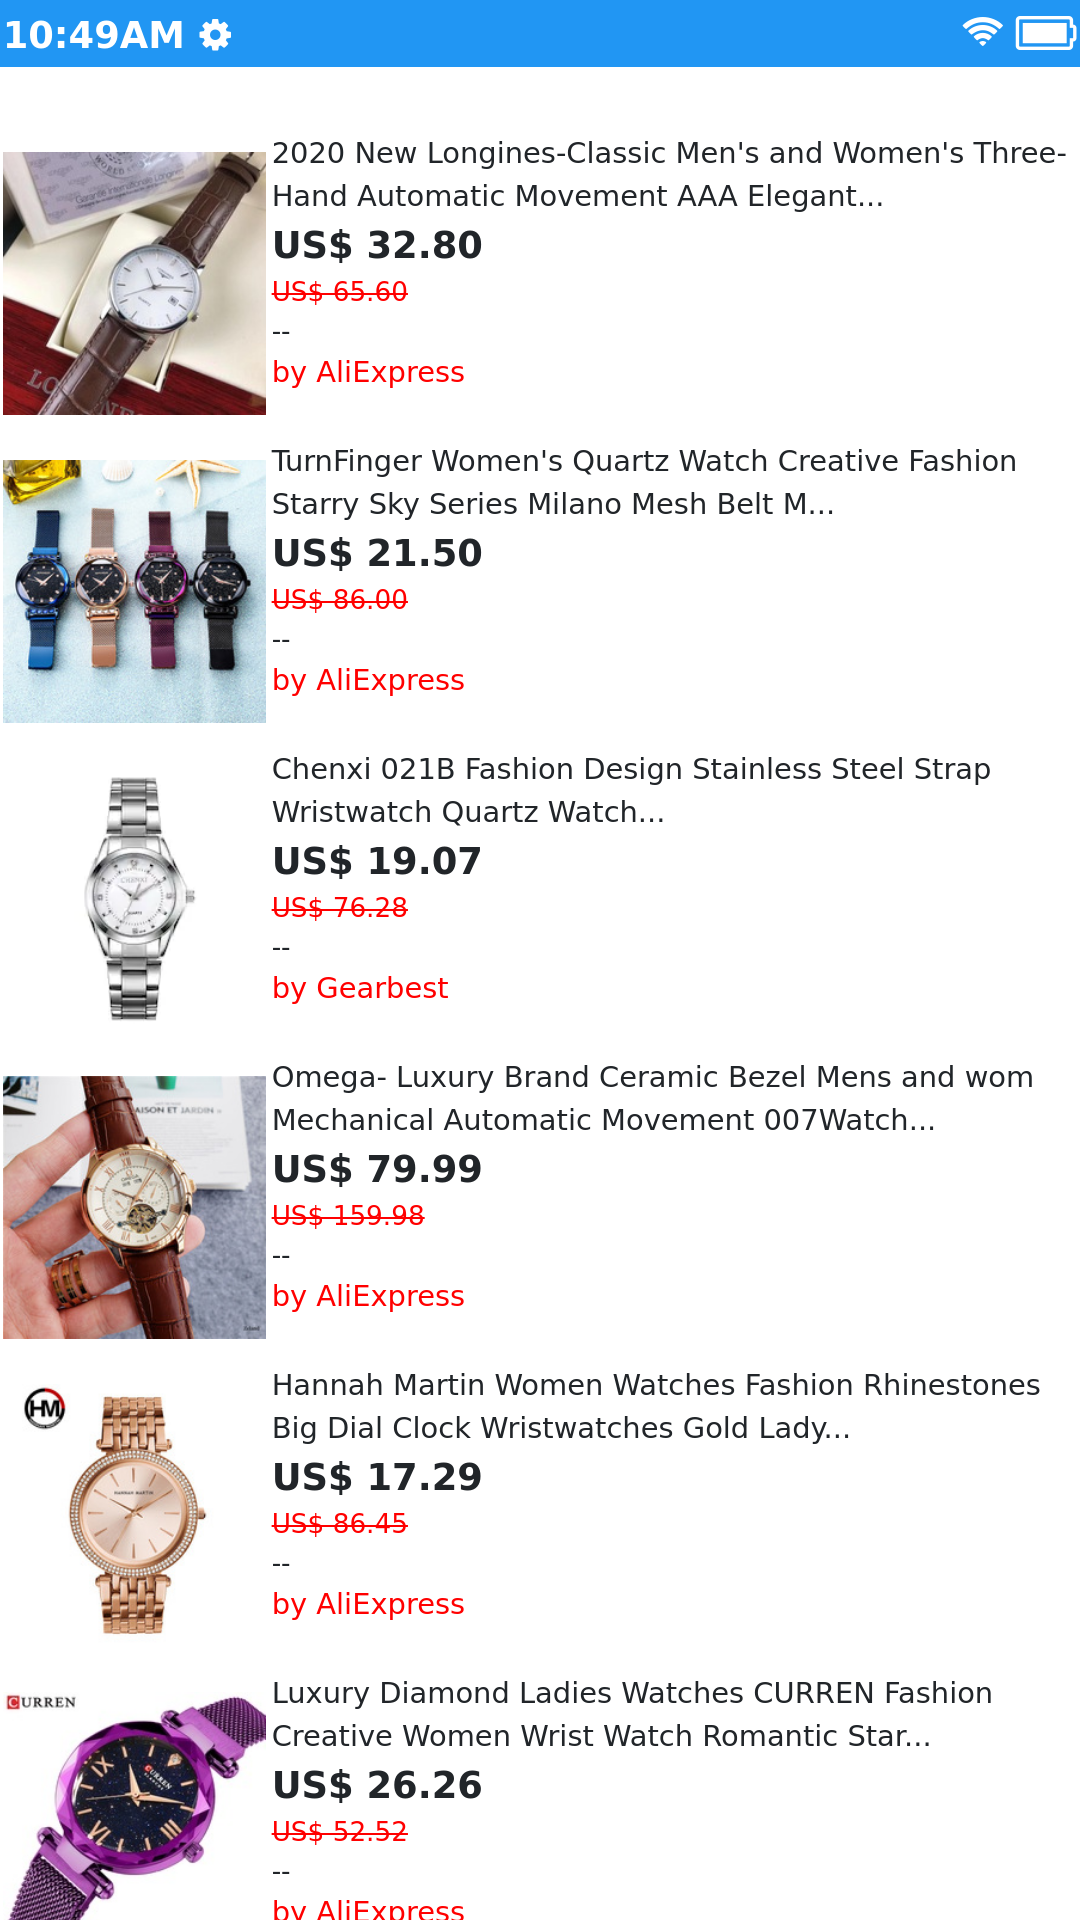 10:49AM
2020 New Longines-Classic Men's and Women's Three-
Hand Automatic Movement AAA Elegant...
US$ 32.80
US$ 65.60
--
by AliExpress
TurnFinger Women's Quartz Watch Creative Fashion
Starry Sky Series Milano Mesh Belt M...
US$ 21.50
US$ 86.00
--
by AliExpress
Chenxi 021B Fashion Design Stainless Steel Strap
Wristwatch Quartz Watch...
US$ 19.07
US$ 76.28
--
by Gearbest
Omega- Luxury Brand Ceramic Bezel Mens and wom
Mechanical Automatic Movement 007Watch...
US$ 79.99
US$ 159.98
--
by AliExpress
HM
HANNAH MARTIN
Hannah Martin Women Watches Fashion Rhinestones
Big Dial Clock Wristwatches Gold Lady...
US$ 17.29
US$ 86.45
--
by AliExpress
CURREN
CURREN
Luxury Diamond Ladies Watches CURREN Fashion
Creative Women Wrist Watch Romantic Star...
US$ 26.26
US$ 52.52
--
by AliExpress